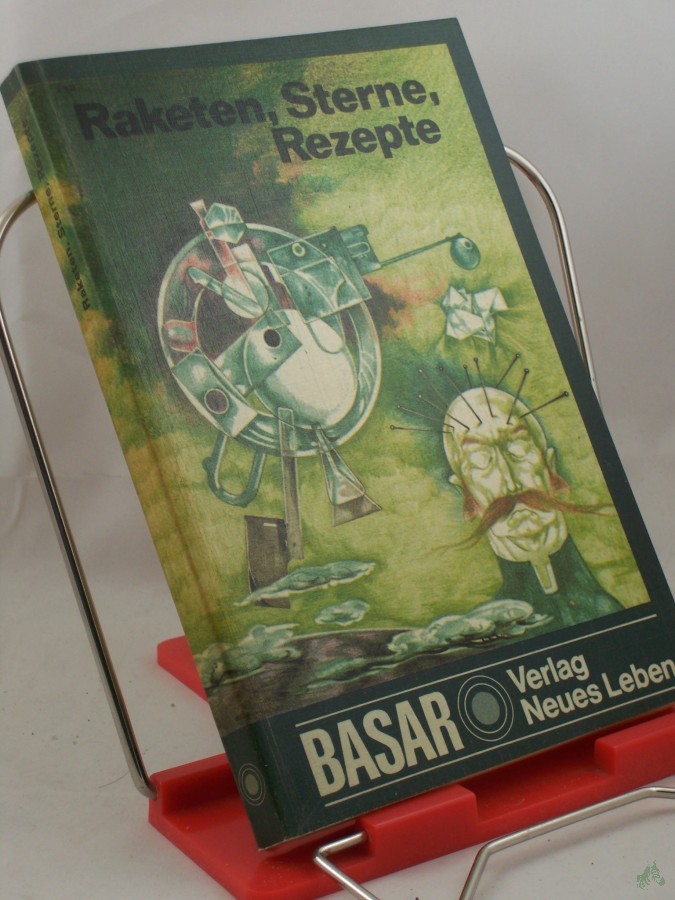 Raketen, Sterne,
Rezepte
Raketen, Sterne, Rezepte
BASAR
Verlag
Neues Leben